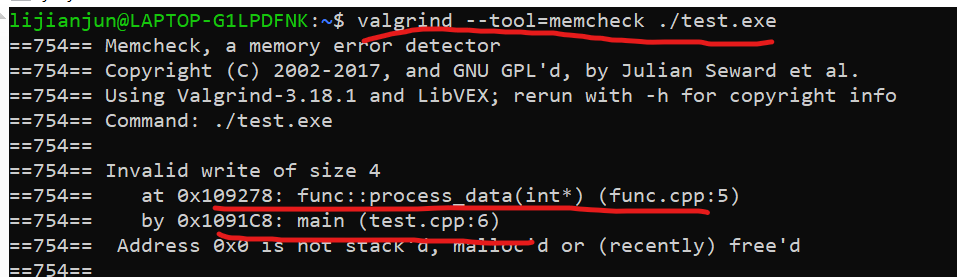 lijianjun@LAPTOP-G1LPDFNK:~$ valgrind --tool=memcheck ./test.exe
==754== Memcheck, a memory error detector
==754== Copyright (C) 2002-2017, and GNU GPL'd, by Julian Seward et al.
==754== Using Valgrind-3.18.1 and LibVEX; rerun with -h for copyright info
==754== Command: ./test.exe
==754==
==754== Invalid write of size 4
==754==    at 0x109278: func::process_data(int*) (func.cpp:5)
==754==    by 0x1091C8: main (test.cpp:6)
==754==  Address 0x0 is not stack'd, malloc'd or (recently) free'd
==754==